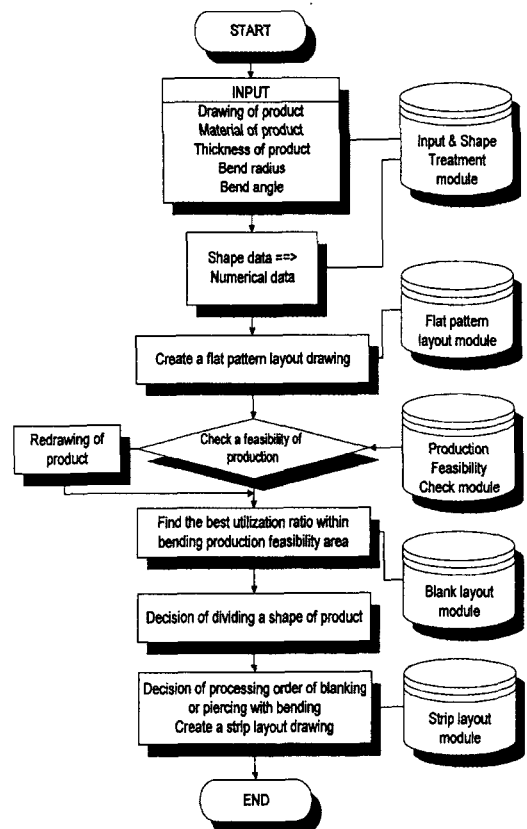 START
INPUT
Drawing of product
Material of product
Thickness of product
Bend radius
Bend angle
Input & Shape
Treatment
module
Shape data ==>
Numerical data
Flat pattern
layout module
Create a flat pattern layout drawing
Redrawing of
product
Check a feasibility of
production
Production
Feasibility
Check module
Find the best utilization ratio within
bending production feasibility area
Blank layout
module
Decision of dividing a shape of product
Decision of processing order of blanking
or piercing with bending
Create a strip layout drawing
Strip layout
module
END